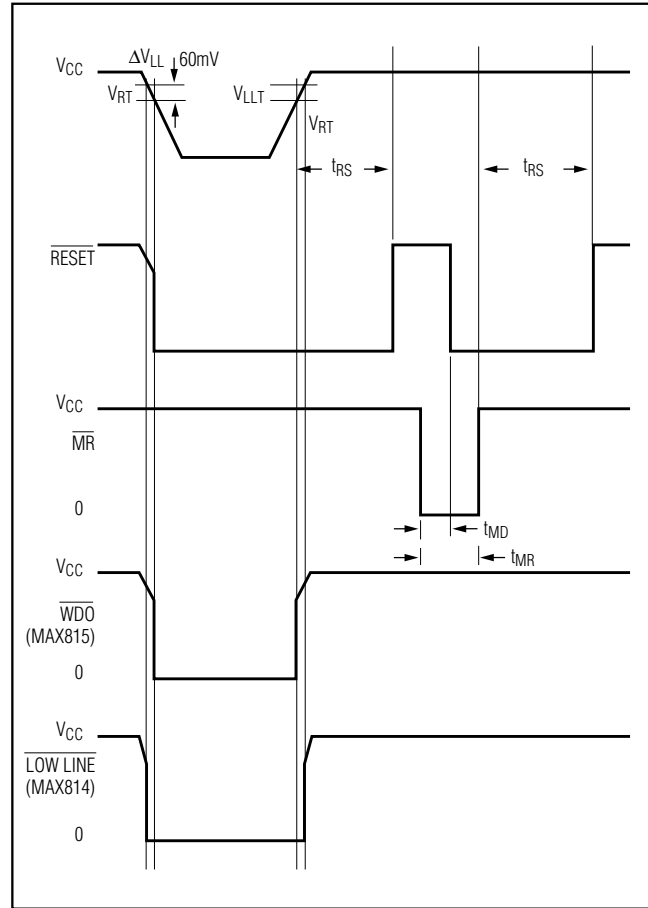 ΔVLL 60mV
VCC
VRT VLLT
VRT
tRS tRS
RESET
VCC
MR
0
tMD
tMR
VCC
WDO
(MAX815)
0
VCC
LOW LINE
(MAX814)
0